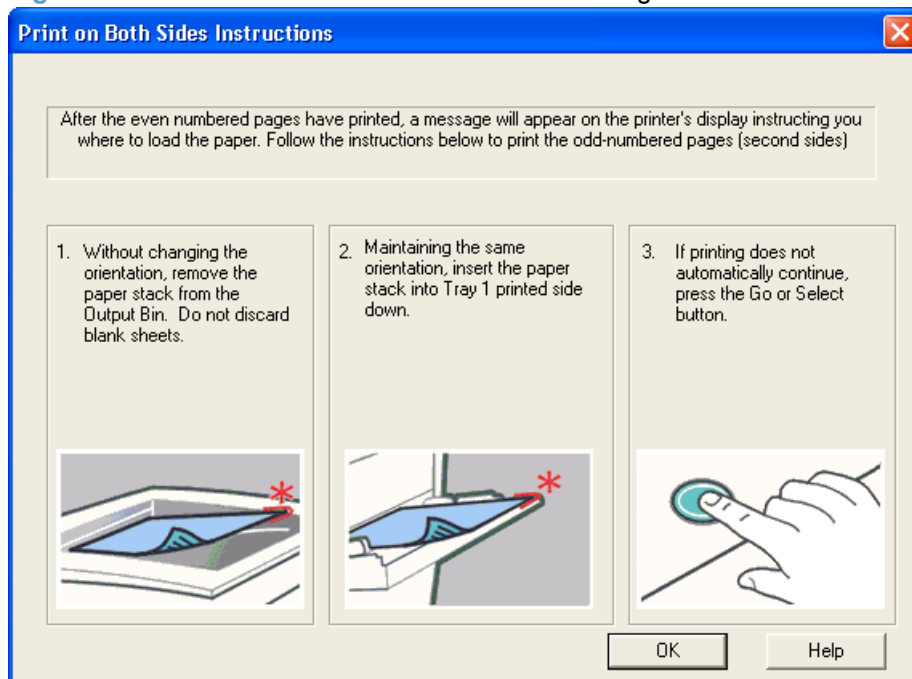 Print on Both Sides Instructions
After the even numbered pages have printed, a message will appear on the printer's display instructing you
where to load the paper. Follow the instructions below to print the odd-numbered pages (second sides)
1. Without changing the
orientation, remove the
paper stack from the
Output Bin. Do not discard
blank sheets.
2. Maintaining the same
orientation, insert the paper
stack into Tray 1 printed side
down.
3. If printing does not
automatically continue,
press the Go or Select
button.
OK
Help